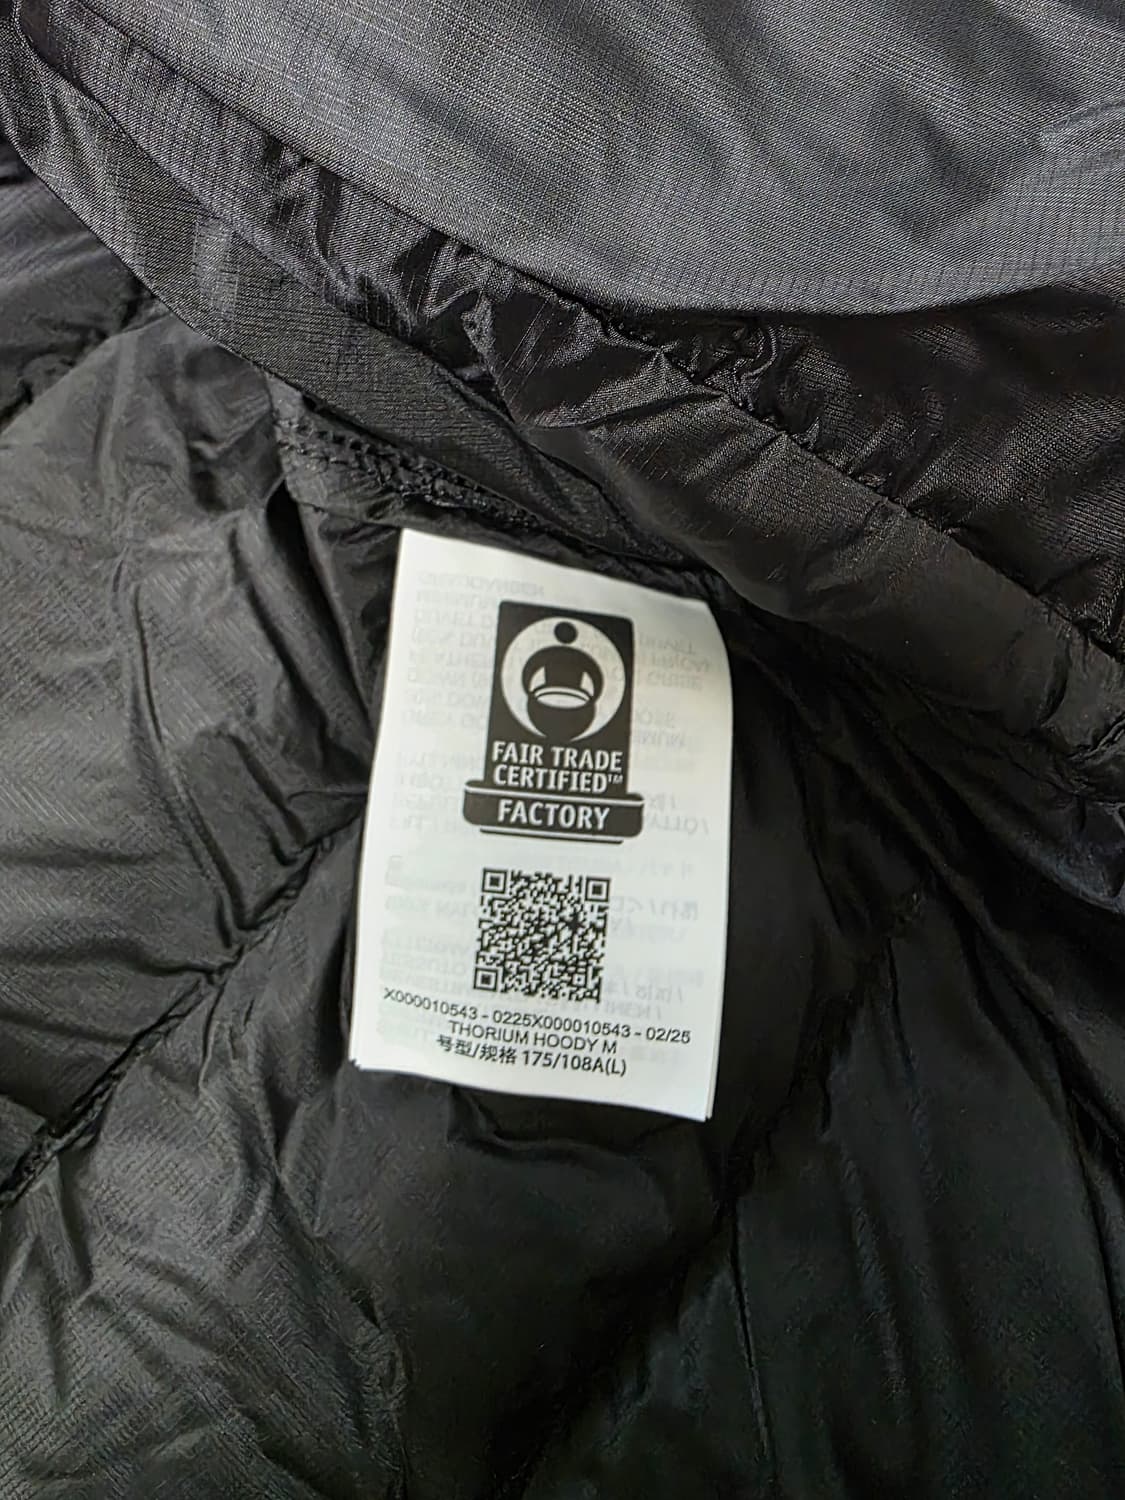 FAIR TRADE
CERTIFIED™
FACTORY
X000010543 - 0225X000010543 - 02/25
THORIUM HOODY M
号型/规格 175/108A(L)